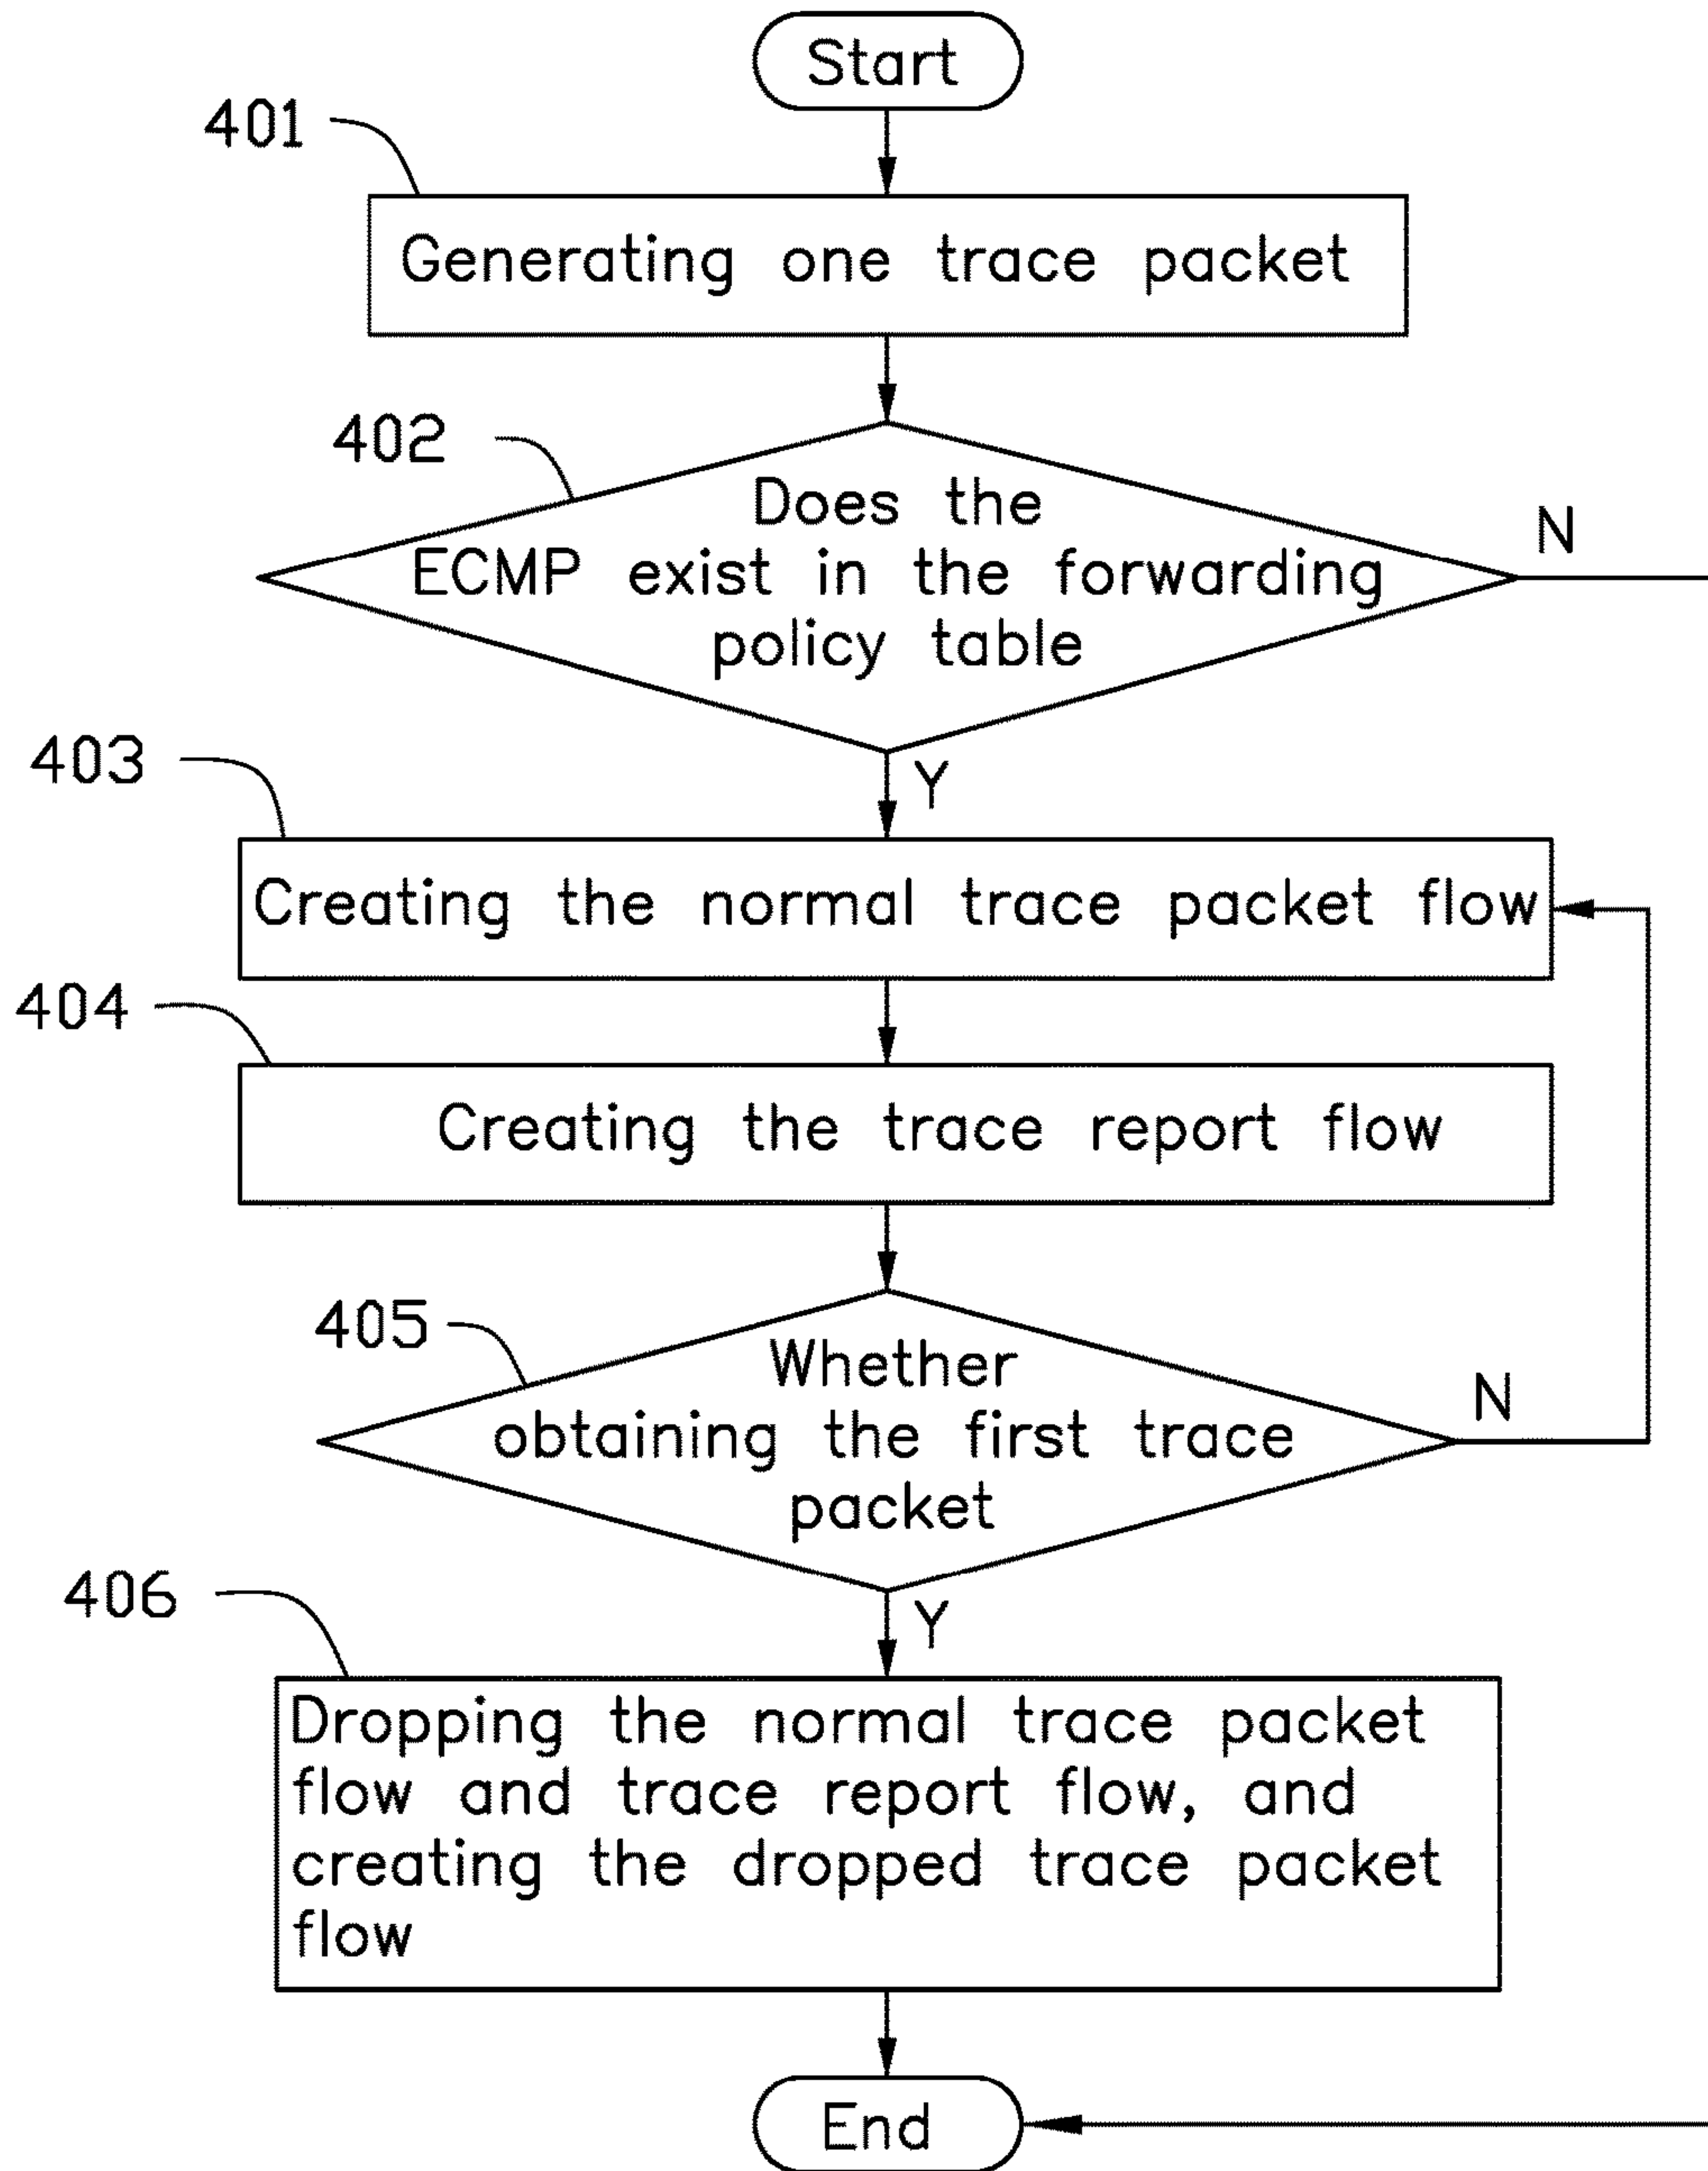 Start
401
Generating one trace packet
402
Does the
ECMP exist in the forwarding
policy table
N
Y
403
Creating the normal trace packet flow
404
Creating the trace report flow
405
Whether
obtaining the first trace
packet
N
Y
406
Dropping the normal trace packet
flow and trace report flow, and
creating the dropped trace packet
flow
End